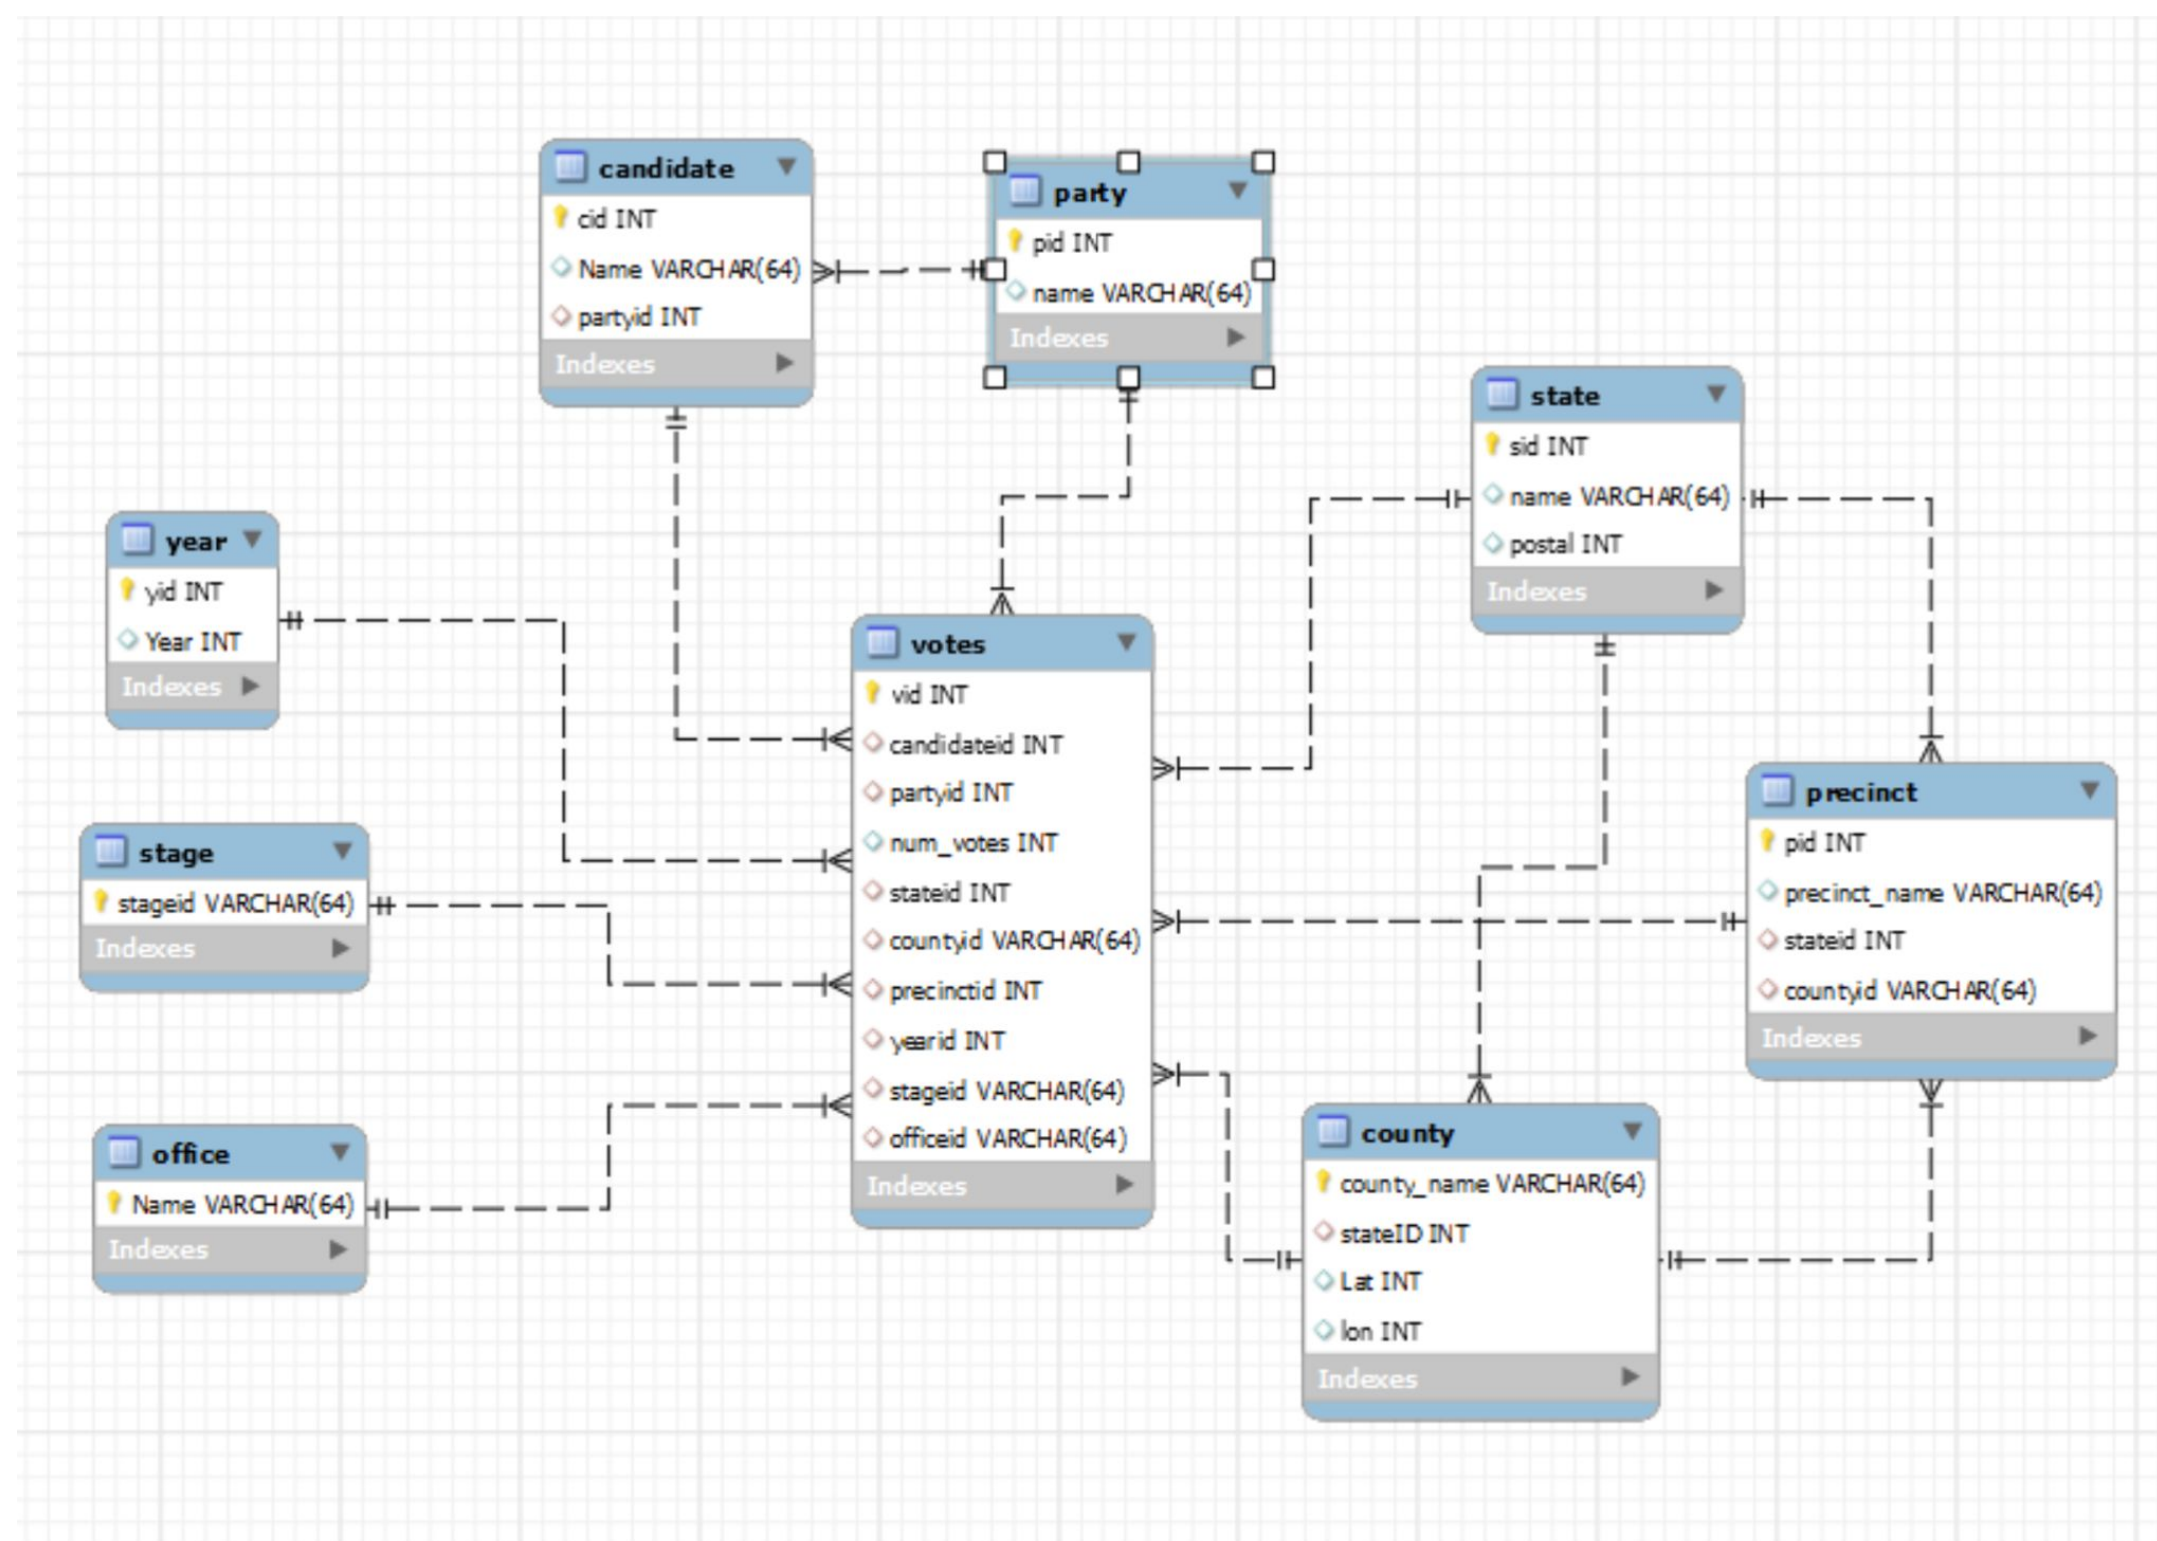 candidate
cid INT
Name VARCHAR(64)
partyid INT
Indexes
party
pid INT
name VARCHAR(64)
Indexes
state
sid INT
name VARCHAR(64)
postal INT
Indexes
year
yid INT
Year INT
Indexes
votes
vid INT
candidateid INT
partyid INT
num_votes INT
stateid INT
countyid VARCHAR(64)
precinctid INT
yearid INT
stageid VARCHAR(64)
officeid VARCHAR(64)
Indexes
precinct
pid INT
precinct_name VARCHAR(64)
stateid INT
countyid VARCHAR(64)
Indexes
stage
stageid VARCHAR(64)
Indexes
office
Name VARCHAR(64)
Indexes
county
county_name VARCHAR(64)
stateID INT
Lat INT
lon INT
Indexes